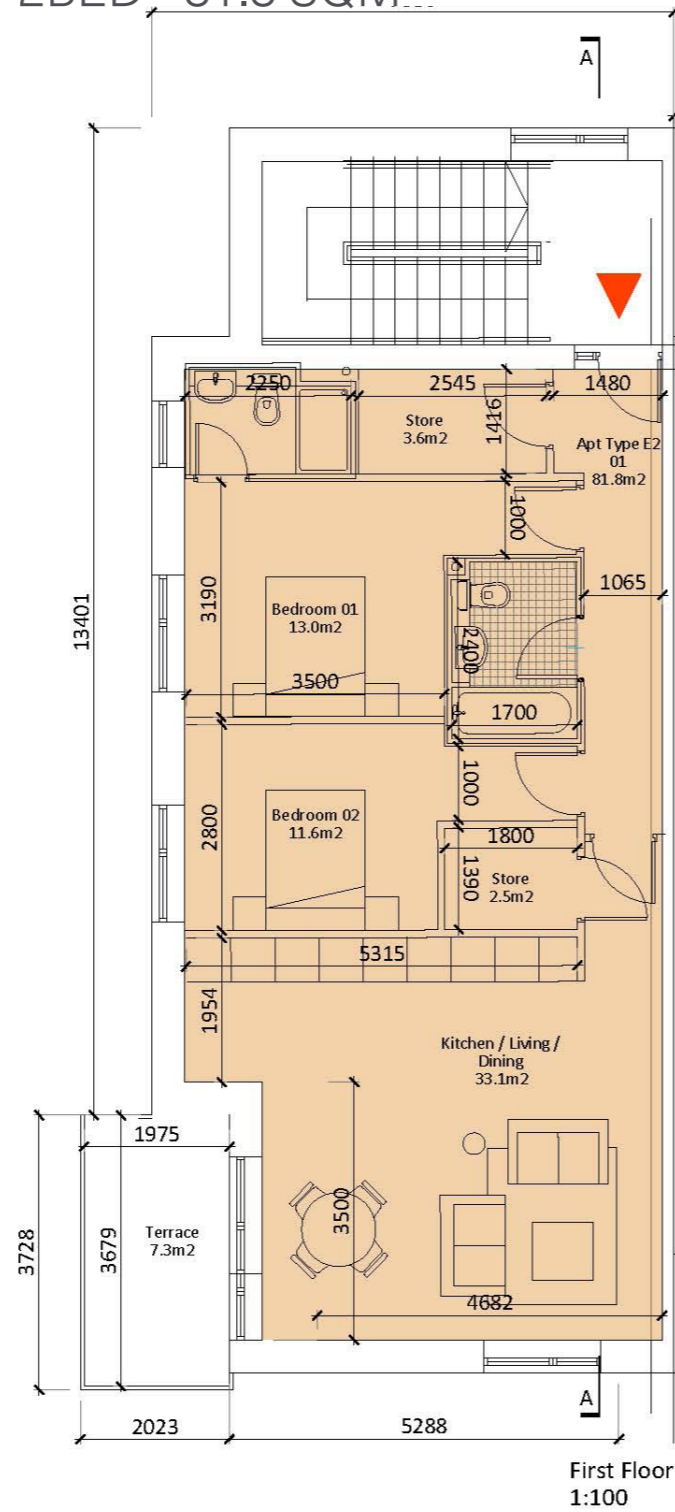 A
2250
2545
1480
Store
3.6m2
1416
Apt Type E2
01
81.8m2
1000
13401
3190
1065
Bedroom 01
13.0m2
2400
3500
1700
2800
1000
Bedroom 02
11.6m2
1800
Store
2.5m2
1390
5315
1954
Kitchen / Living /
Dining
33.1m2
1975
3728
3679
Terrace
7.3m2
3500
4682
A
2023
5288
First Floor
1:100